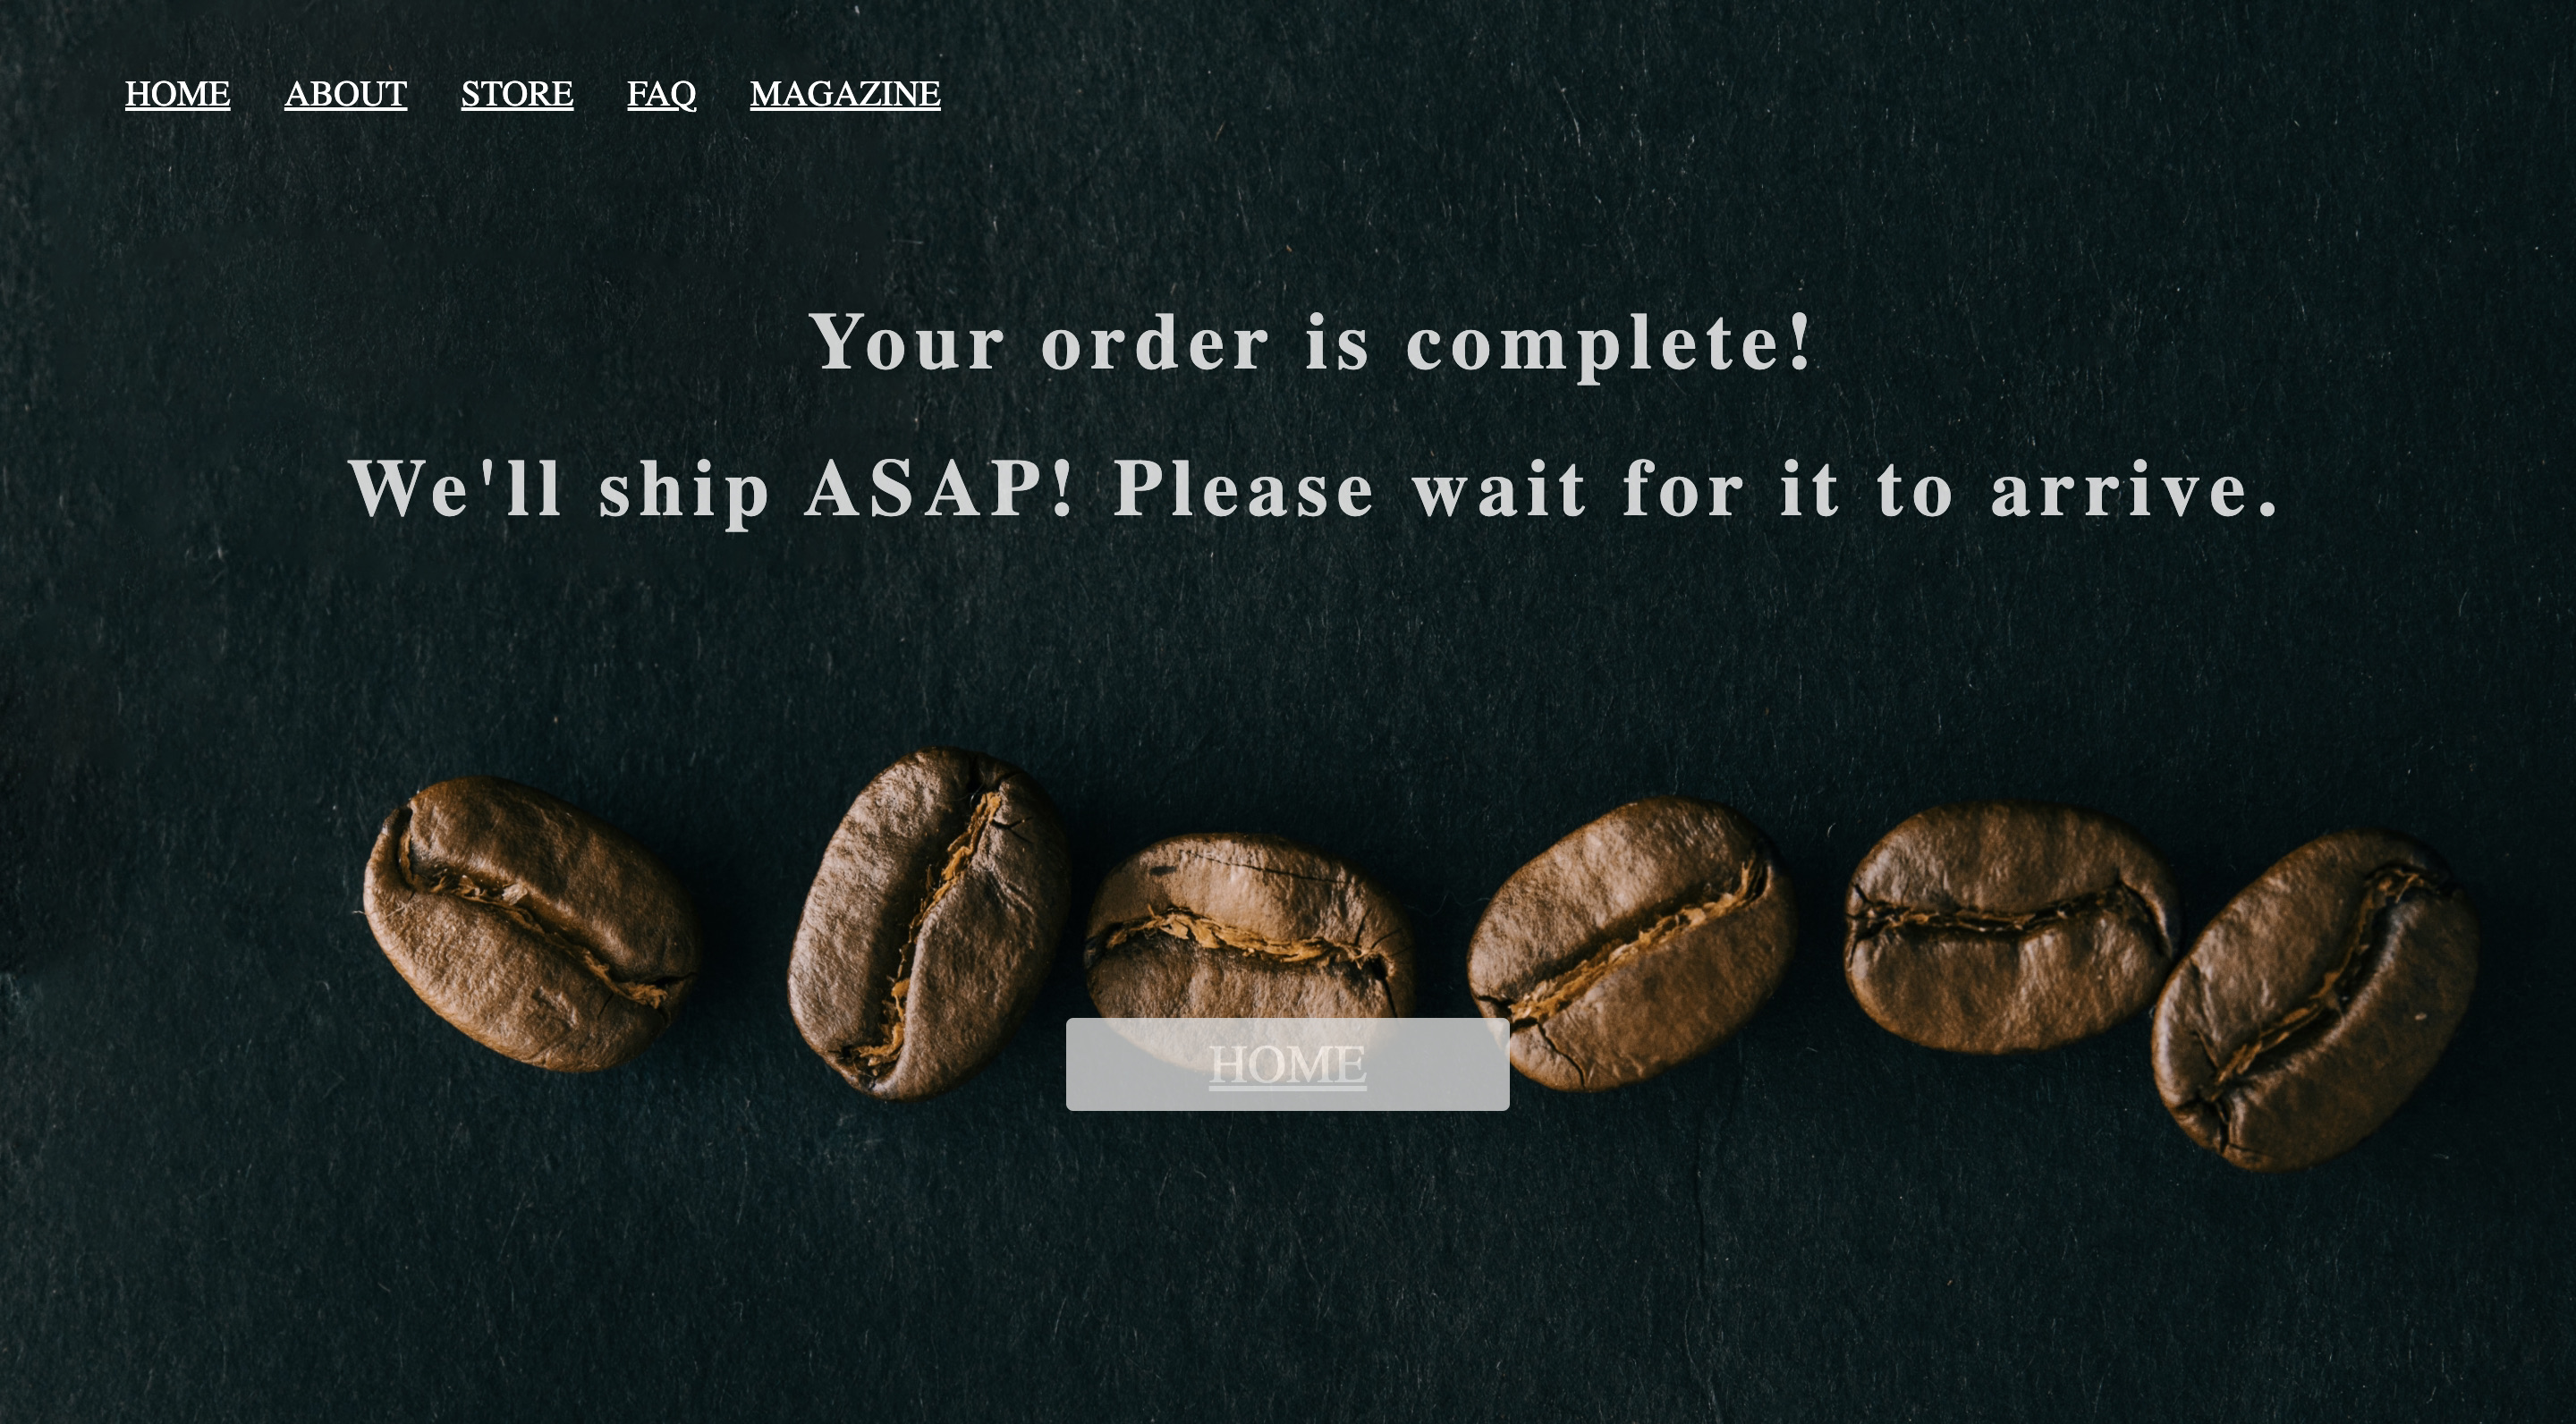 HOME ABOUT STORE FAQ MAGAZINE
Your order is complete!
We'll ship ASAP! Please wait for it to arrive.
HOME